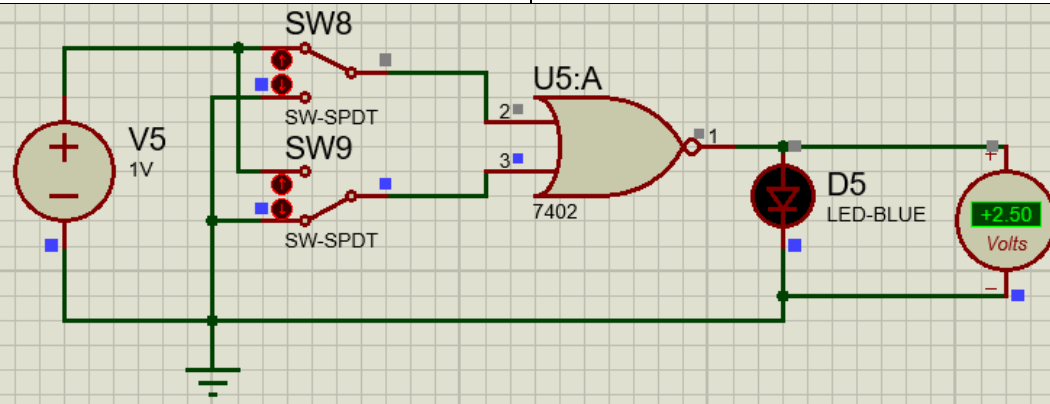 SW8
SW-SPDT
V5
1V
+
−
SW9
SW-SPDT
U5:A
2
3
1
7402
D5
LED-BLUE
+
+2.50
Volts
−